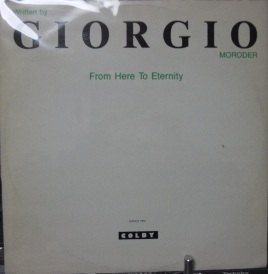 Written by
GIORGIO
MORODER
From Here To Eternity
COLBY